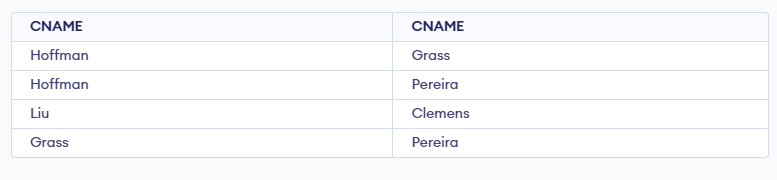 CNAME CNAME
Hoffman Grass
Hoffman Pereira
Liu Clemens
Grass Pereira